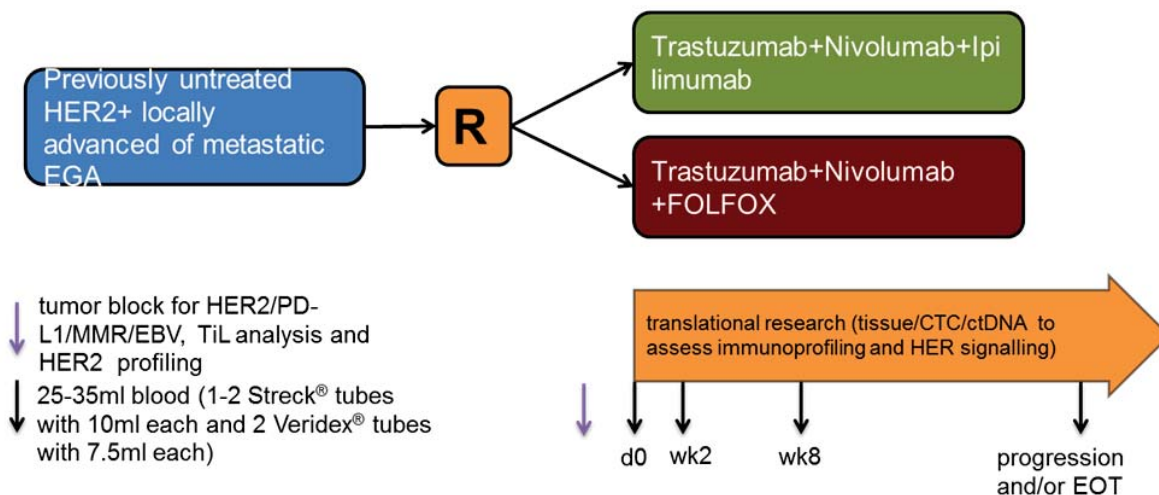 Previously untreated
HER2+ locally
advanced of metastatic
EGA
R
Trastuzumab+Nivolumab+Ipi
limumab
Trastuzumab+Nivolumab
+FOLFOX
tumor block for HER2/PD-
L1/MMR/EBV, TiL analysis and
HER2 profiling
25-35ml blood (1-2 Streck® tubes
with 10ml each and 2 Veridex® tubes
with 7.5ml each)
translational research (tissue/CTC/ctDNA to
assess immunoprofiling and HER signalling)
d0
wk2
wk8
progression
and/or EOT